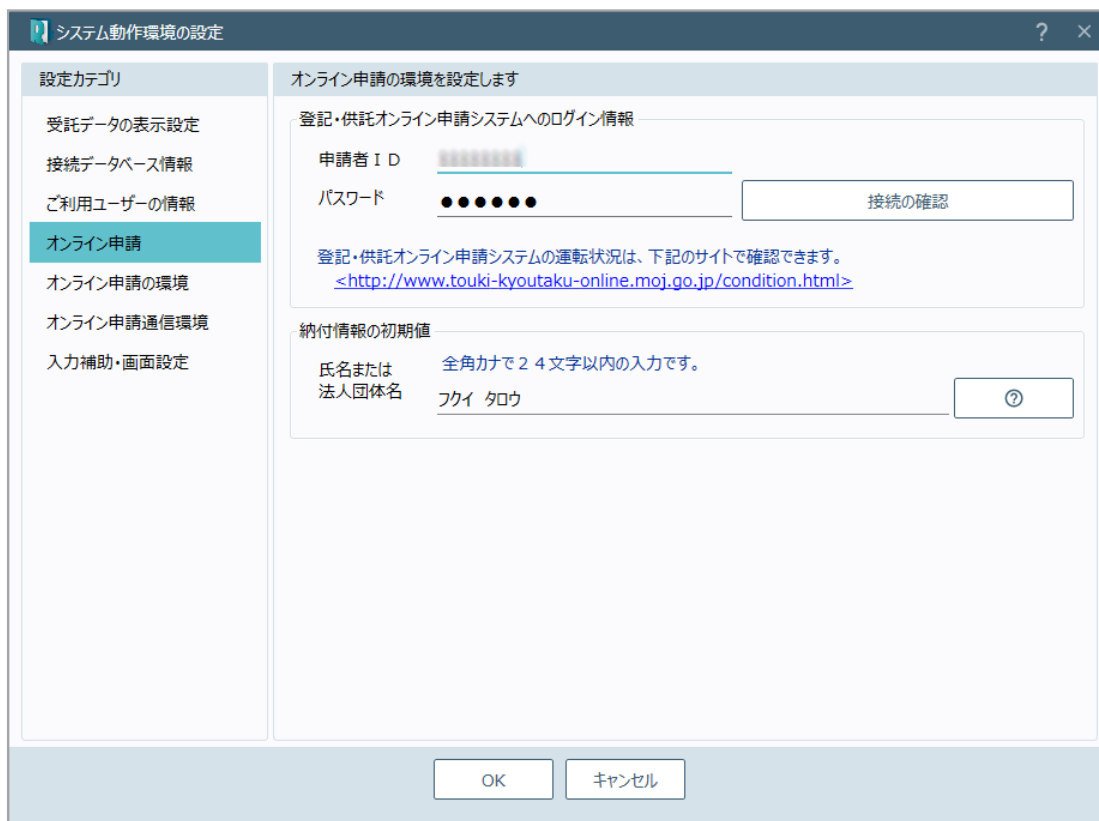 システム動作環境の設定
?
設定カテゴリ
受託データの表示設定
接続データベース情報
ご利用ユーザーの情報
オンライン申請
オンライン申請の環境
オンライン申請通信環境
入力補助・画面設定
オンライン申請の環境を設定します
登記・供託オンライン申請システムへのログイン情報
申請者ID
パスワード ●●●●●● 接続の確認
登記・供託オンライン申請システムの運転状況は、下記のサイトで確認できます。
<http://www.touki-kyoutaku-online.moj.go.jp/condition.html>
納付情報の初期値
氏名または
法人団体名
全角カナで24文字以内の入力です。
フクイ タロウ
?
OK キャンセル